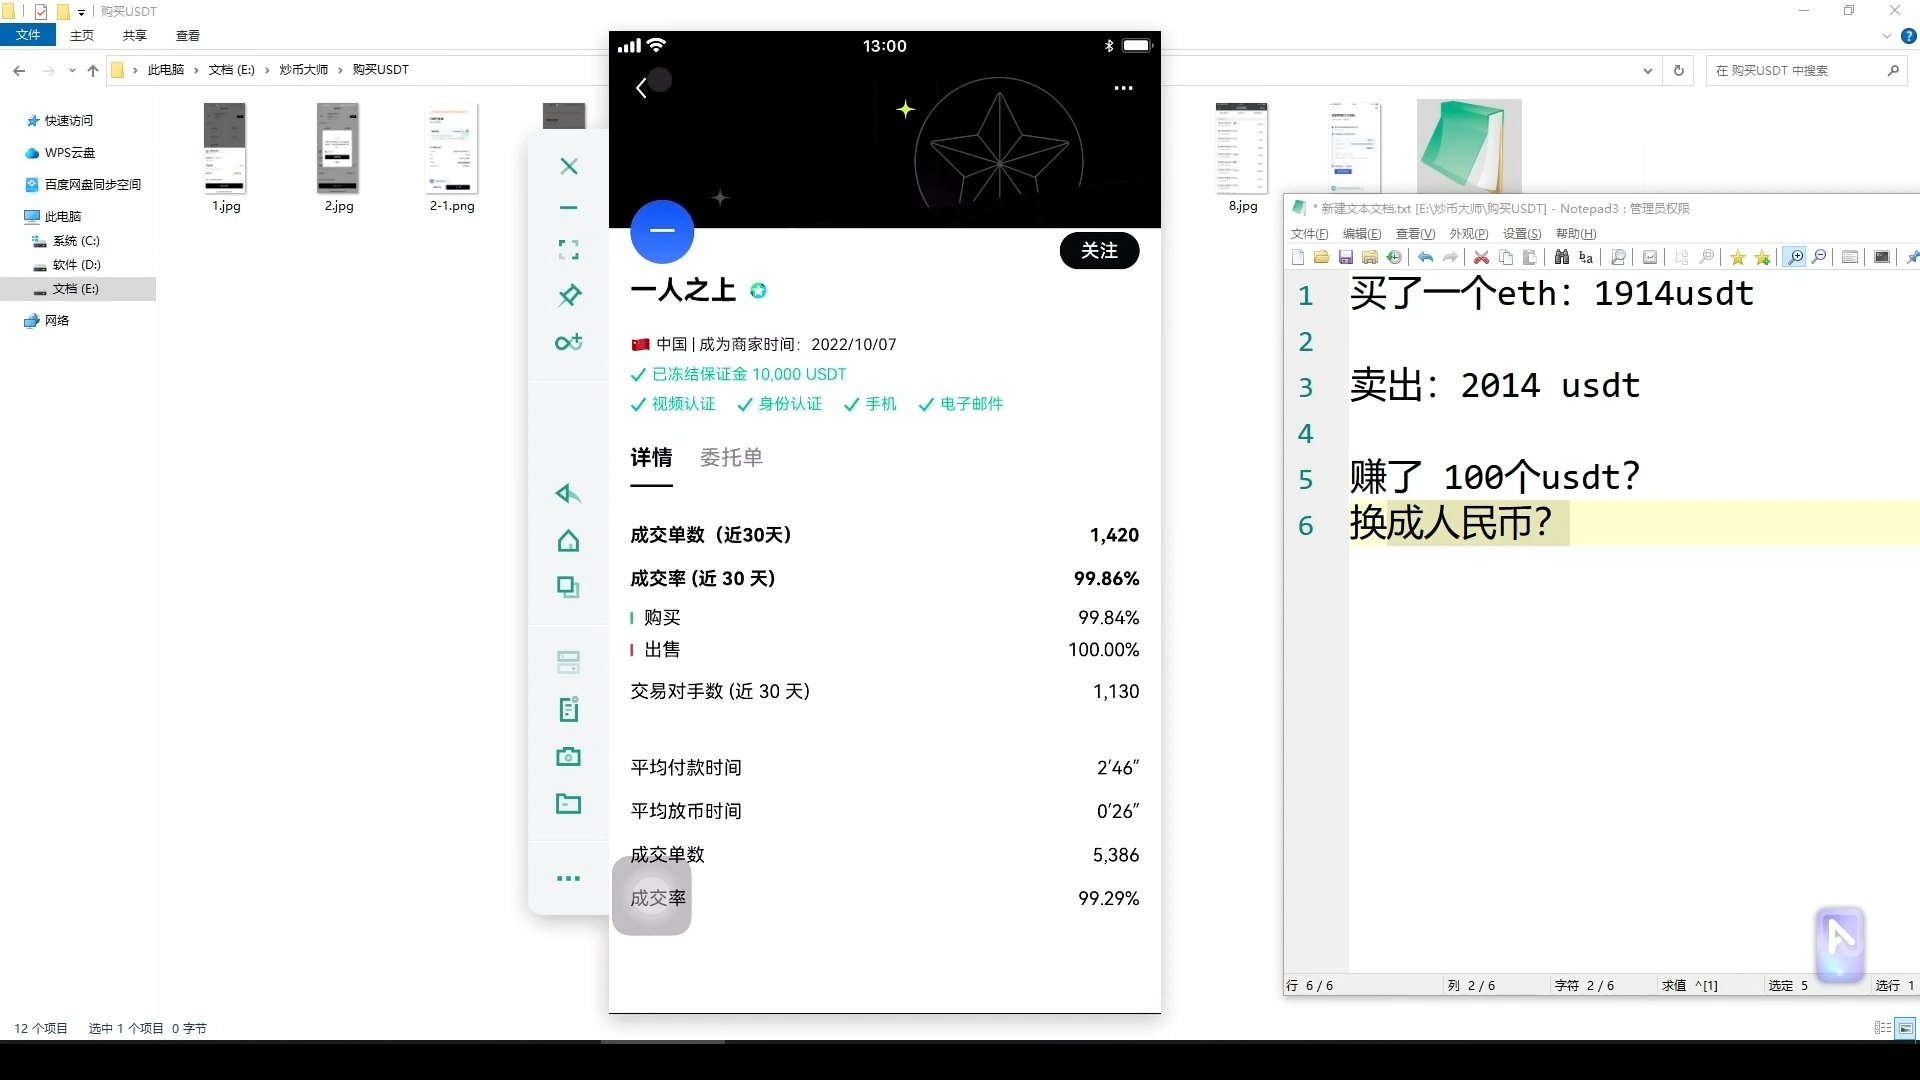 购买USDT
文件 主页 共享 查看
此电脑 文档 (E:) 炒币大师 购买USDT
在 购买USDT 中搜索
快速访问
WPS云盘
百度网盘同步空间
此电脑
系统 (C:)
软件 (D:)
文档 (E:)
网络
1.jpg 2.jpg 2-1.png 8.jpg
12 个项目 选中 1 个项目 0 字节
13:00
关注
一人之上
中国 | 成为商家时间：2022/10/07
已冻结保证金 10,000 USDT
视频认证 身份认证 手机 电子邮件
详情 委托单
成交单数（近30天） 1,420
成交率 (近 30 天) 99.86%
购买 99.84%
出售 100.00%
交易对手数 (近 30 天) 1,130
平均付款时间 2′46″
平均放币时间 0′26″
成交单数 5,386
成交率 99.29%
* 新建文本文档.txt [E:\炒币大师\购买USDT] - Notepad3 : 管理员权限
文件(F) 编辑(E) 查看(V) 外观(P) 设置(S) 帮助(H)
1 买了一个eth：1914usdt
2
3 卖出：2014 usdt
4
5 赚了 100个usdt？
6 换成人民币？
行 6 / 6 列 2 / 6 字符 2 / 6 求值 ^[1] 选定 5 选行 1